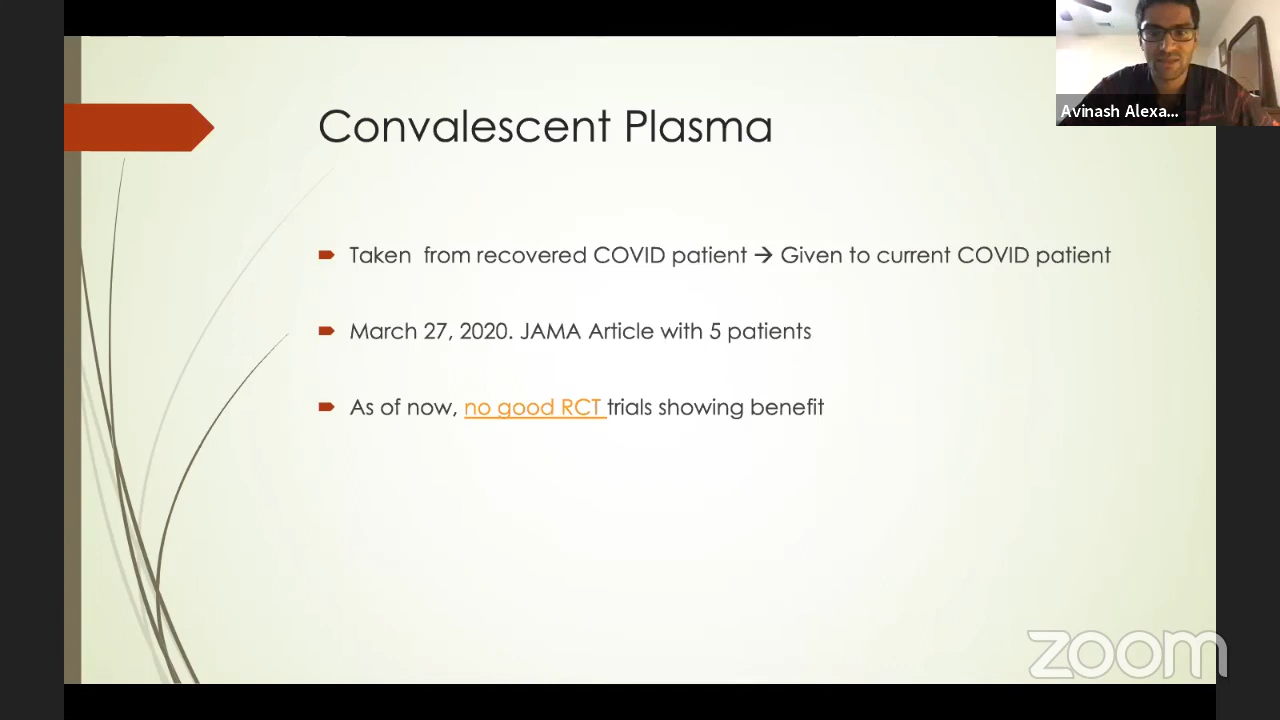 Avinash Alexa...
Convalescent Plasma
Taken from recovered COVID patient → Given to current COVID patient
March 27, 2020. JAMA Article with 5 patients
As of now, no good RCT trials showing benefit
zoom